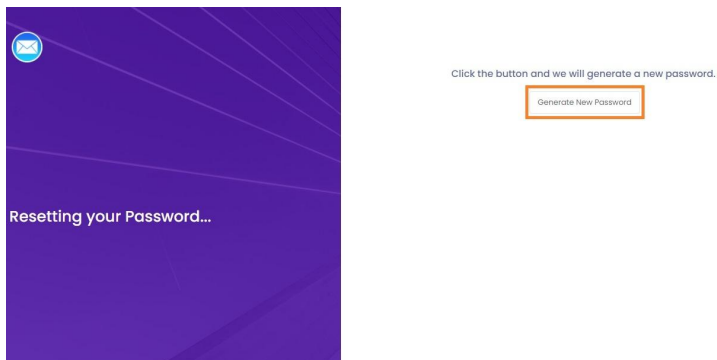 Resetting your Password...
Click the button and we will generate a new password.
Generate New Password